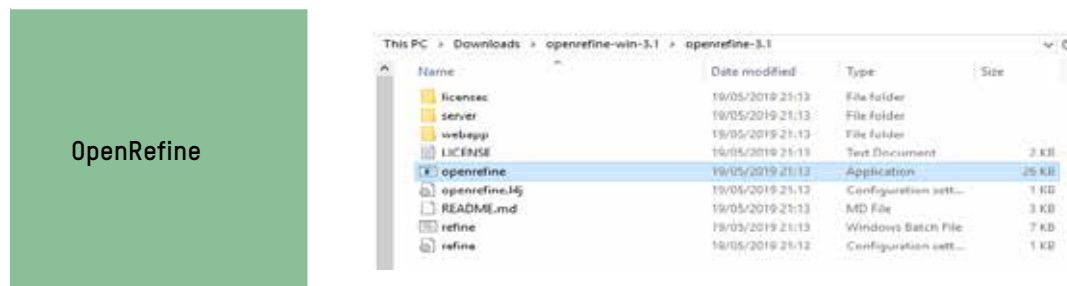 OpenRefine
This PC > Downloads > openrefine-win-3.1 > openrefine-3.1
Name Date modified Type Size
licenses 19/05/2019 21:13 File folder
server 19/05/2019 21:13 File folder
webapp 19/05/2019 21:13 File folder
LICENSE 19/05/2019 21:13 Text Document 2 KB
openrefine 19/05/2019 21:13 Application 26 KB
openrefine.l4j 19/05/2019 21:13 Configuration sett... 1 KB
README.md 19/05/2019 21:13 MD File 3 KB
refine 19/05/2019 21:13 Windows Batch File 7 KB
refine 19/05/2019 21:13 Configuration sett... 1 KB